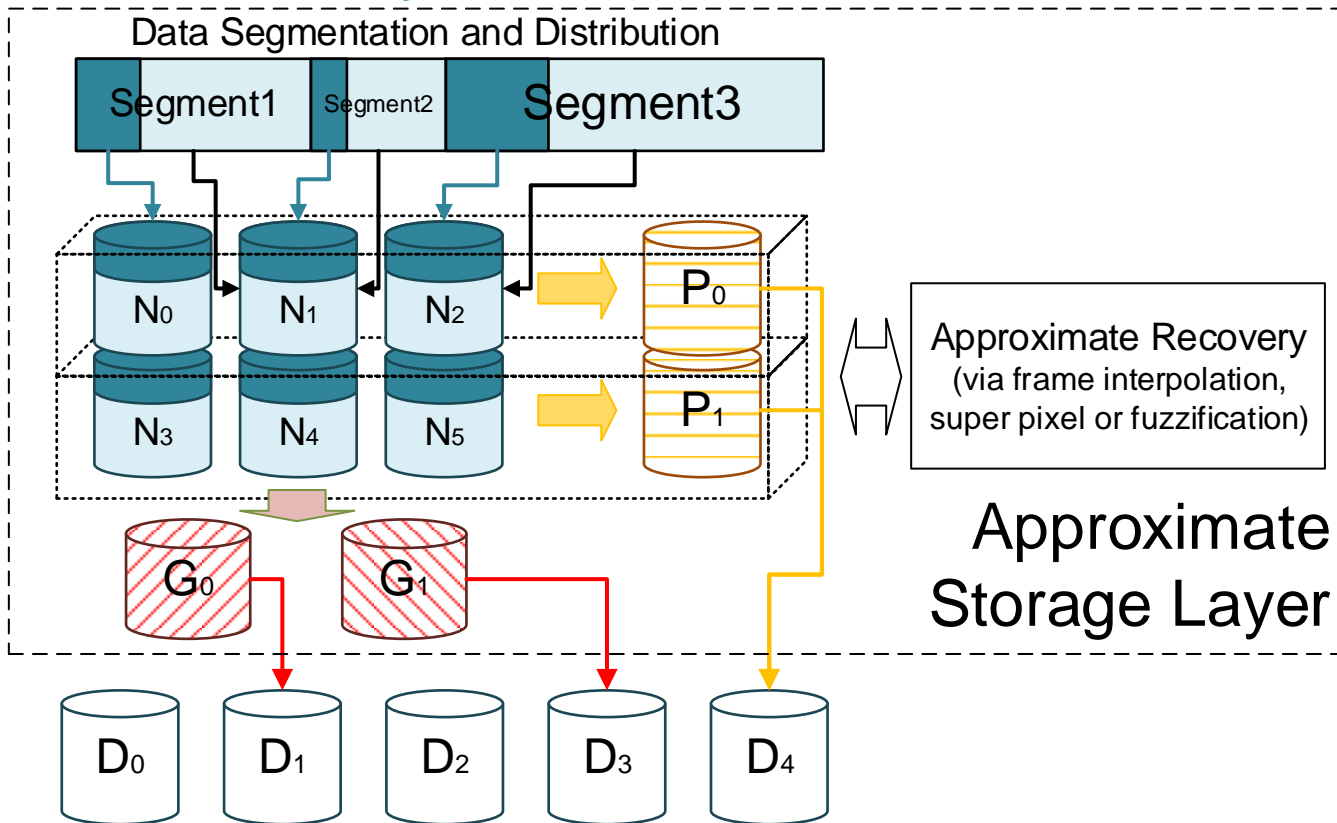 Data Segmentation and Distribution
Segment1 Segment2 Segment3
N0 N1 N2 P0
N3 N4 N5 P1
Approximate Recovery
(via frame interpolation,
super pixel or fuzzification)
G0 G1
Approximate
Storage Layer
D0 D1 D2 D3 D4